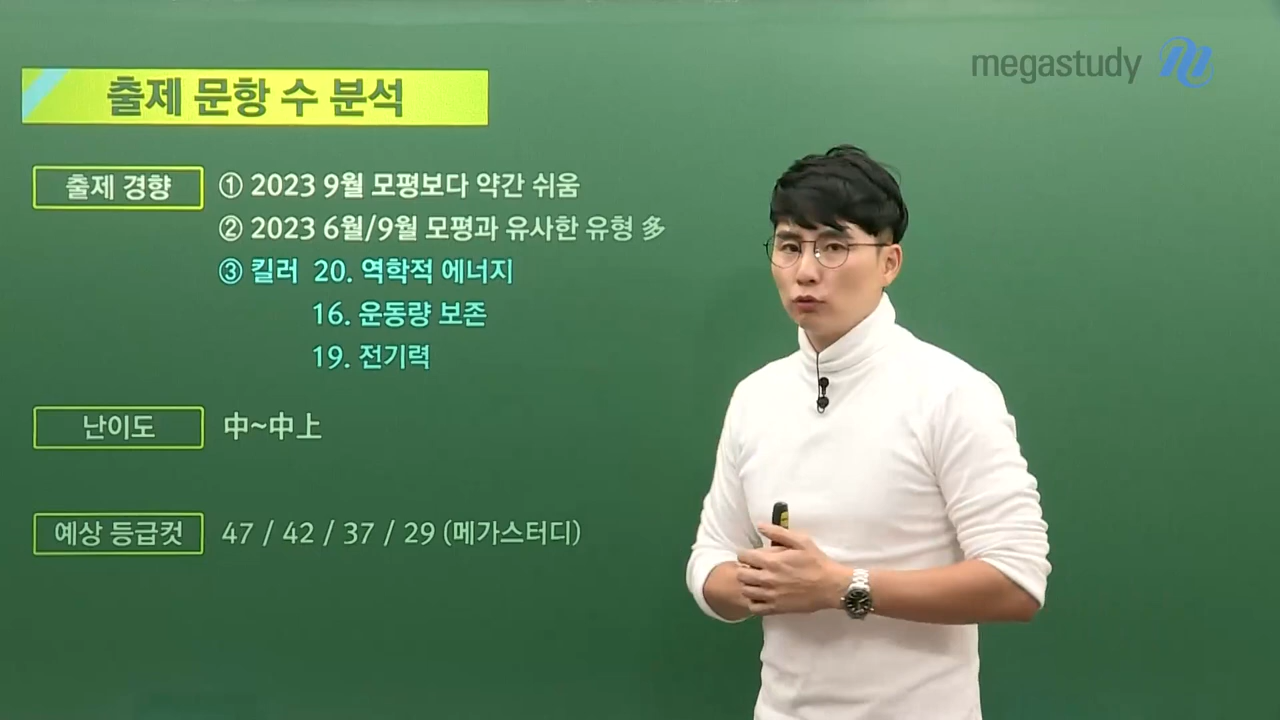 megastudy
출제 문항 수 분석
출제 경향 ① 2023 9월 모평보다 약간 쉬움
② 2023 6월/9월 모평과 유사한 유형 多
③ 킬러 20. 역학적 에너지
16. 운동량 보존
19. 전기력
난이도 中~中上
예상 등급컷 47 / 42 / 37 / 29 (메가스터디)